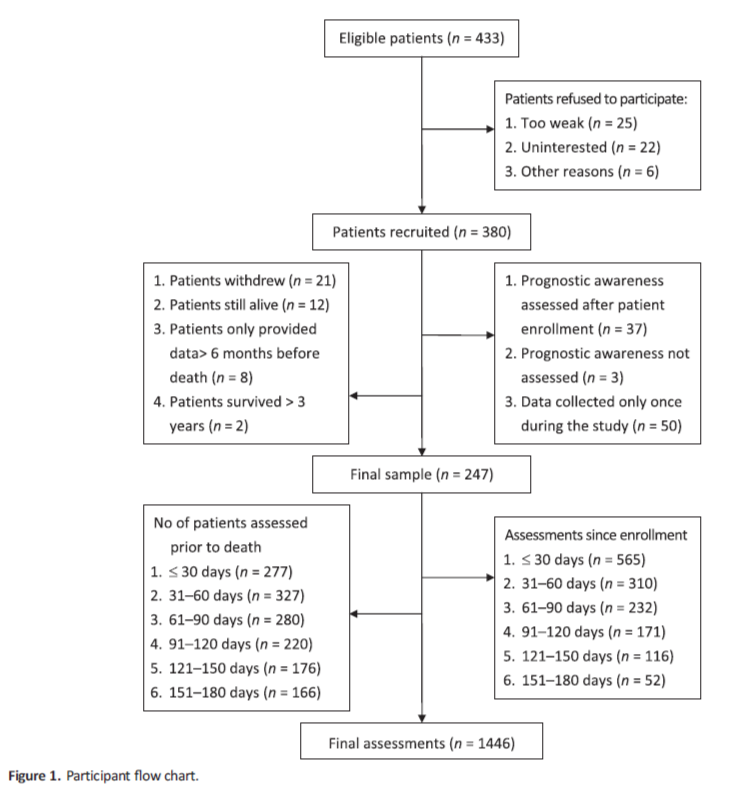 Eligible patients (n = 433)
Patients refused to participate:
1. Too weak (n = 25)
2. Uninterested (n = 22)
3. Other reasons (n = 6)
Patients recruited (n = 380)
1. Patients withdrew (n = 21)
2. Patients still alive (n = 12)
3. Patients only provided
data> 6 months before
death (n = 8)
4. Patients survived > 3
years (n = 2)
1. Prognostic awareness
assessed after patient
enrollment (n = 37)
2. Prognostic awareness not
assessed (n = 3)
3. Data collected only once
during the study (n = 50)
Final sample (n = 247)
No of patients assessed
prior to death
1. ≤ 30 days (n = 277)
2. 31–60 days (n = 327)
3. 61–90 days (n = 280)
4. 91–120 days (n = 220)
5. 121–150 days (n = 176)
6. 151–180 days (n = 166)
Assessments since enrollment
1. ≤ 30 days (n = 565)
2. 31–60 days (n = 310)
3. 61–90 days (n = 232)
4. 91–120 days (n = 171)
5. 121–150 days (n = 116)
6. 151–180 days (n = 52)
Final assessments (n = 1446)
Figure 1. Participant flow chart.